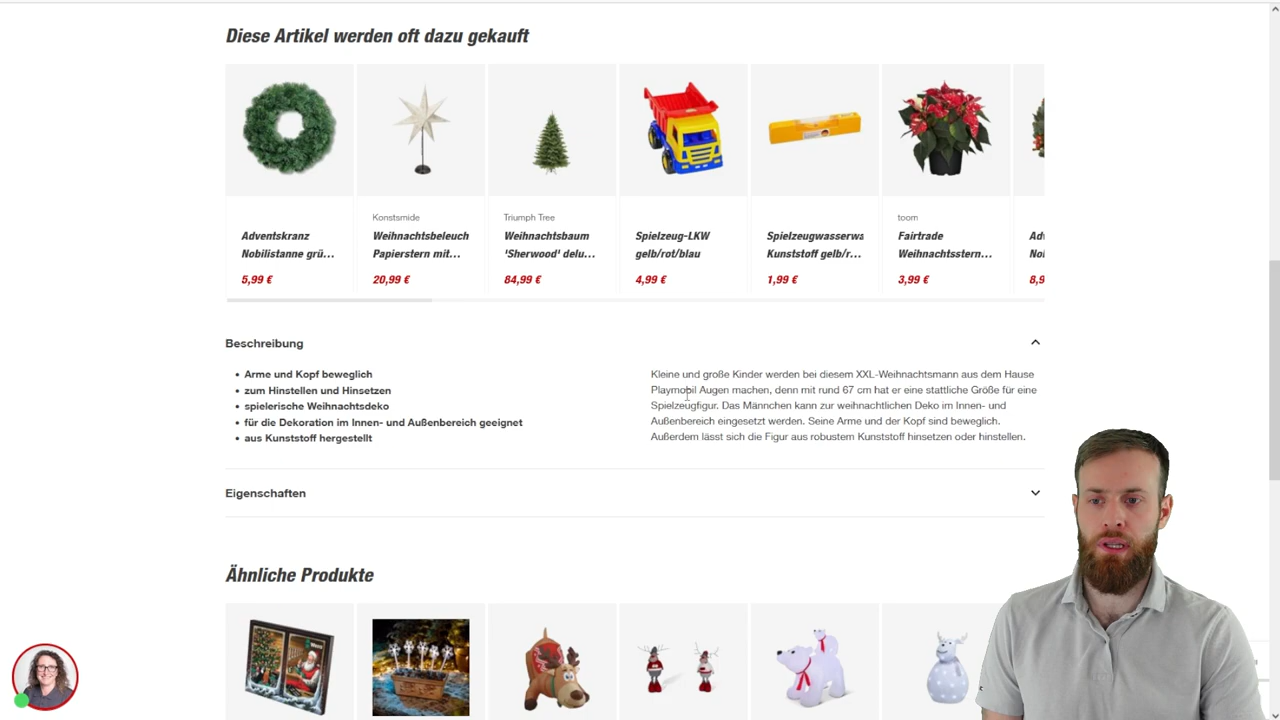 Diese Artikel werden oft dazu gekauft
Konstsmide
Triumph Tree
toom
Adventskranz
Weihnachtsbeleuch
Weihnachtsbaum
Spielzeug-LKW
Spielzeugwasserwa
Fairtrade
Adv
Nobilistanne grü...
Papierstern mit...
'Sherwood' delu...
gelb/rot/blau
Kunststoff gelb/r...
Weihnachtsstern...
Nol
5,99 €
20,99 €
84,99 €
4,99 €
1,99 €
3,99 €
8,9
Beschreibung
• Arme und Kopf beweglich
• zum Hinstellen und Hinsetzen
• spielerische Weihnachtsdeko
• für die Dekoration im Innen- und Außenbereich geeignet
• aus Kunststoff hergestellt
Kleine und große Kinder werden bei diesem XXL-Weihnachtsmann aus dem Hause
Playmobil Augen machen, denn mit rund 67 cm hat er eine stattliche Größe für eine
Spielzeugfigur. Das Männchen kann zur weihnachtlichen Deko im Innen- und
Außenbereich eingesetzt werden. Seine Arme und der Kopf sind beweglich.
Außerdem lässt sich die Figur aus robustem Kunststoff hinsetzen oder hinstellen.
Eigenschaften
Ähnliche Produkte